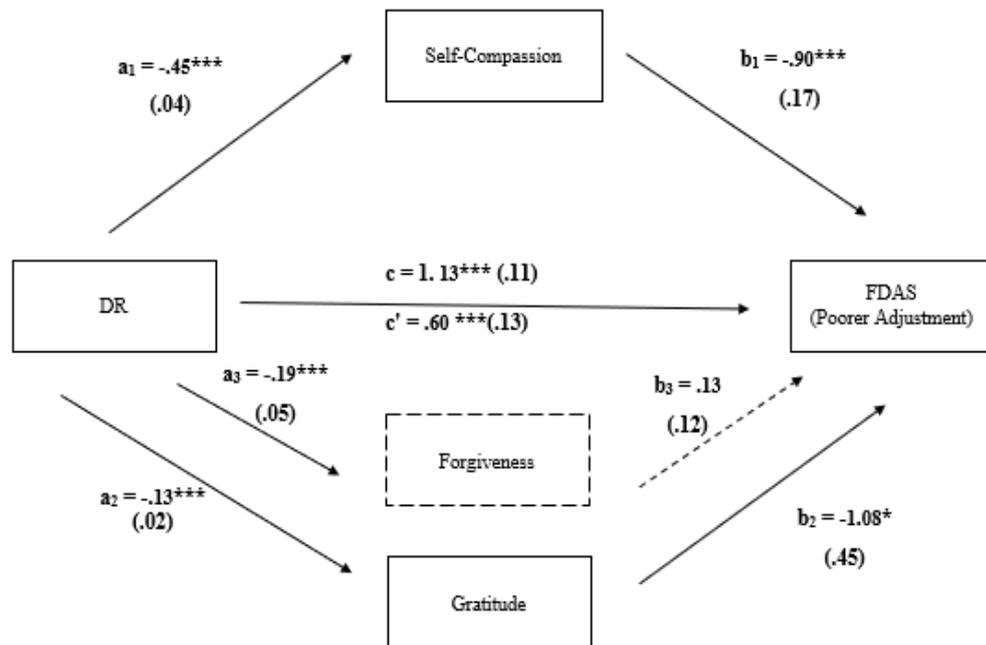 Self-Compassion
a₁ = -.45***
(.04)
b₁ = -.90***
(.17)
DR
c = 1. 13*** (.11)
c' = .60 ***(.13)
FDAS
(Poorer Adjustment)
a₃ = -.19***
(.05)
Forgiveness
b₃ = .13
(.12)
a₂ = -.13***
(.02)
b₂ = -1.08*
(.45)
Gratitude